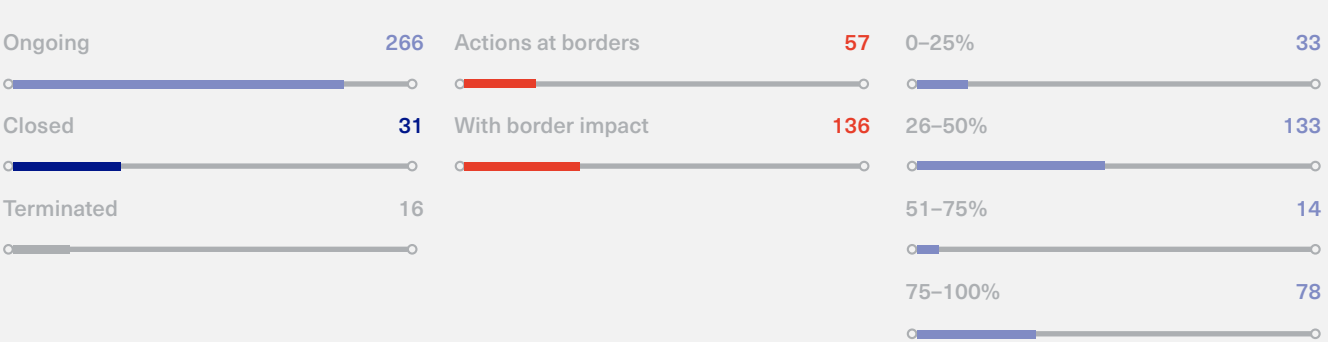 Ongoing 266
Closed 31
Terminated 16
Actions at borders 57
With border impact 136
0–25% 33
26–50% 133
51–75% 14
75–100% 78